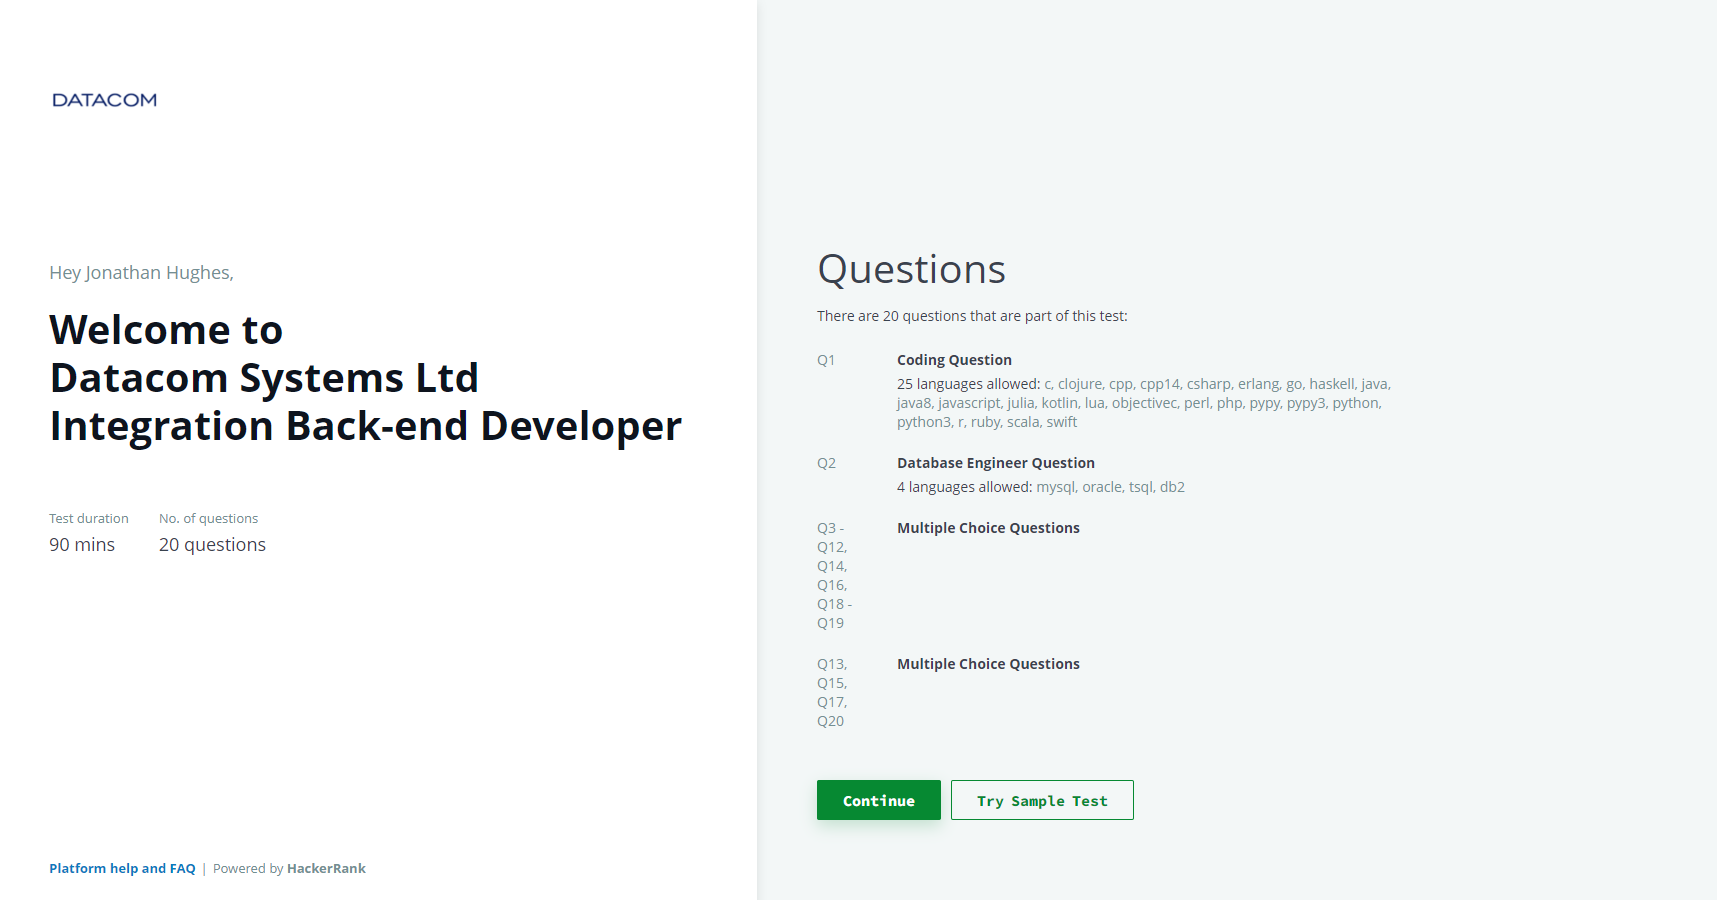 DATACOM
Hey Jonathan Hughes,
Welcome to
Datacom Systems Ltd
Integration Back-end Developer
Test duration
90 mins
No. of questions
20 questions
Platform help and FAQ | Powered by HackerRank
Questions
There are 20 questions that are part of this test:
Q1
Coding Question
25 languages allowed: c, clojure, cpp, cpp14, csharp, erlang, go, haskell, java,
java8, javascript, julia, kotlin, lua, objectivec, perl, php, pypy, pypy3, python,
python3, r, ruby, scala, swift
Q2
Database Engineer Question
4 languages allowed: mysql, oracle, tsql, db2
Q3 -
Q12,
Q14,
Q16,
Q18 -
Q19
Multiple Choice Questions
Q13,
Q15,
Q17,
Q20
Multiple Choice Questions
Continue
Try Sample Test